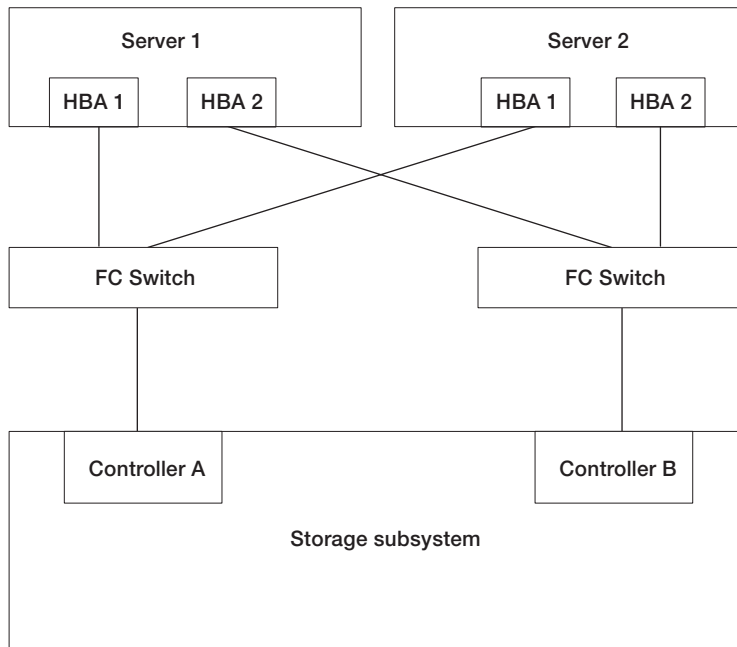 Server 1
Server 2
HBA 1
HBA 2
HBA 1
HBA 2
FC Switch
FC Switch
Controller A
Controller B
Storage subsystem